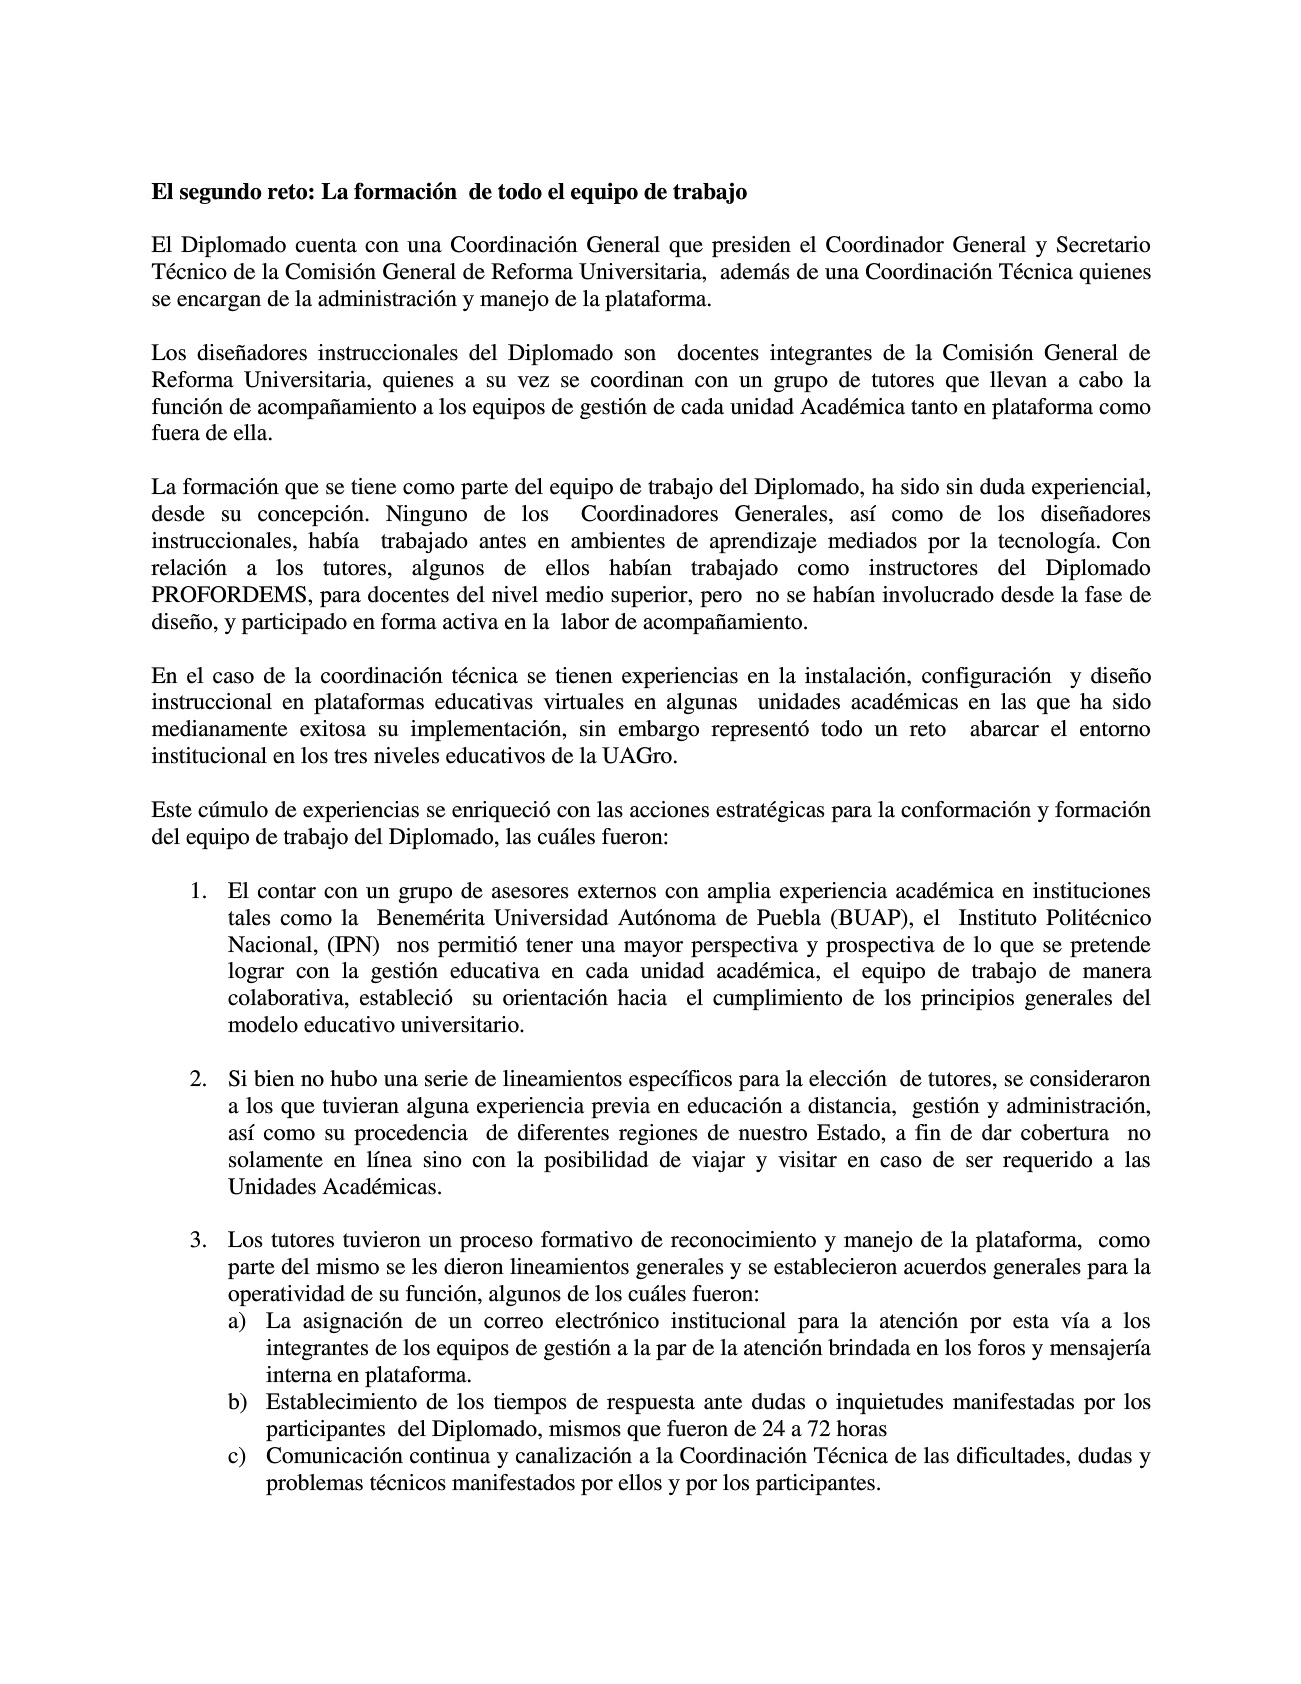 El segundo reto: La formación  de todo el equipo de trabajo
El Diplomado cuenta con una Coordinación General que presiden el Coordinador General y Secretario
Técnico de la Comisión General de Reforma Universitaria,  además de una Coordinación Técnica quienes
se encargan de la administración y manejo de la plataforma.
Los diseñadores instruccionales del Diplomado son  docentes integrantes de la Comisión General de
Reforma Universitaria, quienes a su vez se coordinan con un grupo de tutores que llevan a cabo la
función de acompañamiento a los equipos de gestión de cada unidad Académica tanto en plataforma como
fuera de ella.
La formación que se tiene como parte del equipo de trabajo del Diplomado, ha sido sin duda experiencial,
desde su concepción. Ninguno de los  Coordinadores Generales, así como de los diseñadores
instruccionales, había  trabajado antes en ambientes de aprendizaje mediados por la tecnología. Con
relación a los tutores, algunos de ellos habían trabajado como instructores del Diplomado
PROFORDEMS, para docentes del nivel medio superior, pero  no se habían involucrado desde la fase de
diseño, y participado en forma activa en la  labor de acompañamiento.
En el caso de la coordinación técnica se tienen experiencias en la instalación, configuración  y diseño
instruccional en plataformas educativas virtuales en algunas  unidades académicas en las que ha sido
medianamente exitosa su implementación, sin embargo representó todo un reto  abarcar el entorno
institucional en los tres niveles educativos de la UAGro.
Este cúmulo de experiencias se enriqueció con las acciones estratégicas para la conformación y formación
del equipo de trabajo del Diplomado, las cuáles fueron:
1. El contar con un grupo de asesores externos con amplia experiencia académica en instituciones
tales como la  Benemérita Universidad Autónoma de Puebla (BUAP), el  Instituto Politécnico
Nacional, (IPN)  nos permitió tener una mayor perspectiva y prospectiva de lo que se pretende
lograr con la gestión educativa en cada unidad académica, el equipo de trabajo de manera
colaborativa, estableció  su orientación hacia  el cumplimiento de los principios generales del
modelo educativo universitario.
2. Si bien no hubo una serie de lineamientos específicos para la elección  de tutores, se consideraron
a los que tuvieran alguna experiencia previa en educación a distancia,  gestión y administración,
así como su procedencia  de diferentes regiones de nuestro Estado, a fin de dar cobertura  no
solamente en línea sino con la posibilidad de viajar y visitar en caso de ser requerido a las
Unidades Académicas.
3. Los tutores tuvieron un proceso formativo de reconocimiento y manejo de la plataforma,  como
parte del mismo se les dieron lineamientos generales y se establecieron acuerdos generales para la
operatividad de su función, algunos de los cuáles fueron:
a) La asignación de un correo electrónico institucional para la atención por esta vía a los
integrantes de los equipos de gestión a la par de la atención brindada en los foros y mensajería
interna en plataforma.
b) Establecimiento de los tiempos de respuesta ante dudas o inquietudes manifestadas por los
participantes  del Diplomado, mismos que fueron de 24 a 72 horas
c) Comunicación continua y canalización a la Coordinación Técnica de las dificultades, dudas y
problemas técnicos manifestados por ellos y por los participantes.